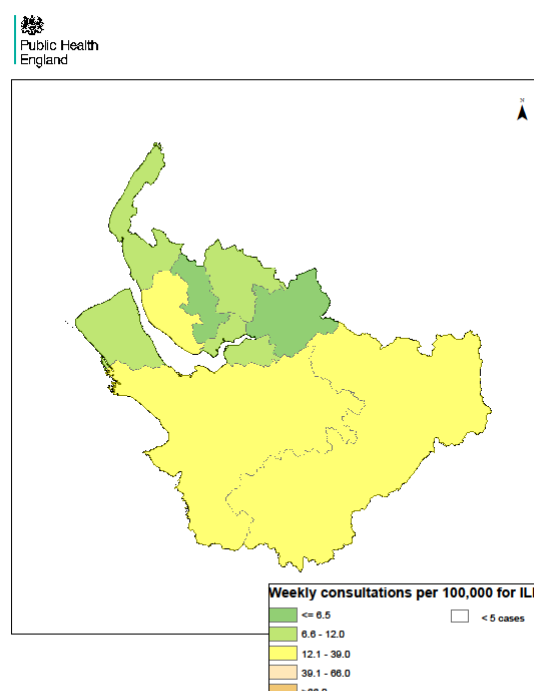 Public Health
England
N
Weekly consultations per 100,000 for ILI
<= 6.5
< 5 cases
6.6 - 12.0
12.1 - 39.0
39.1 - 66.0